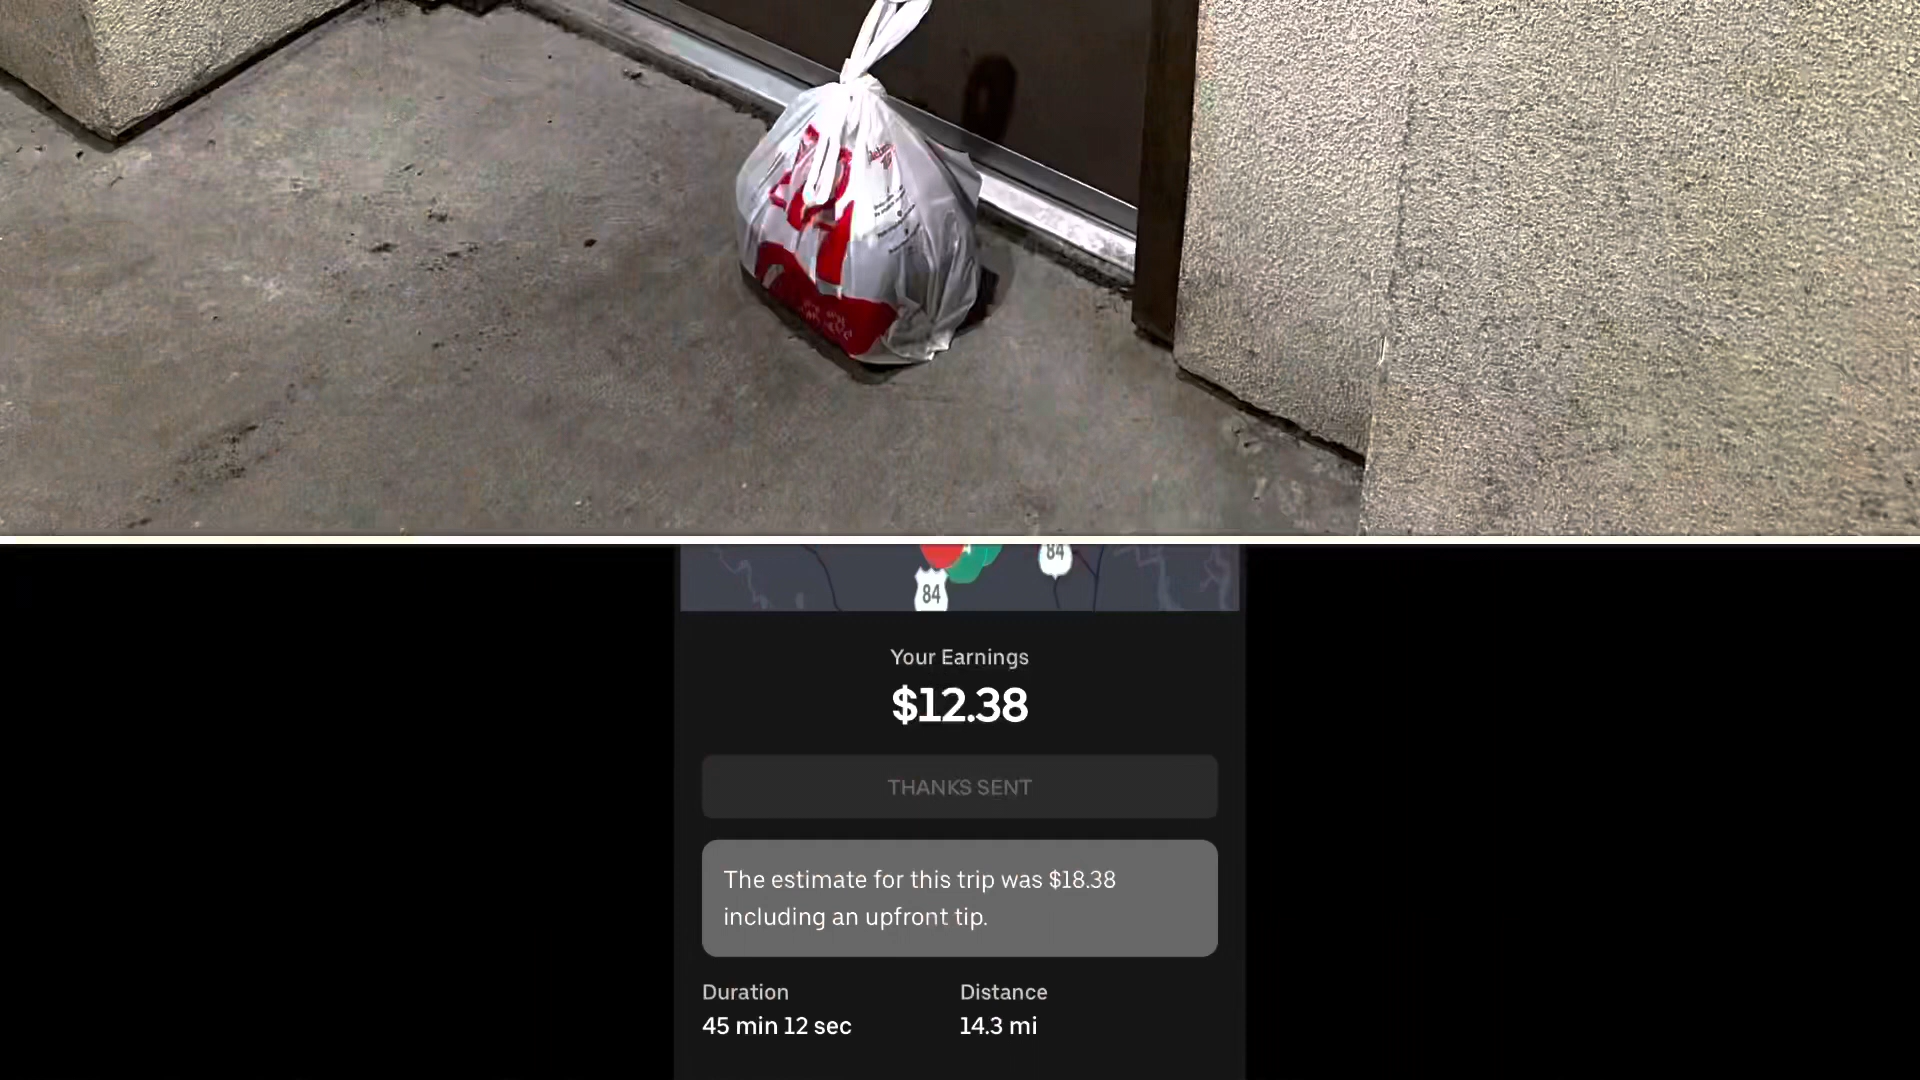 84
84
Your Earnings
$12.38
THANKS SENT
The estimate for this trip was $18.38
including an upfront tip.
Duration
Distance
45 min 12 sec
14.3 mi